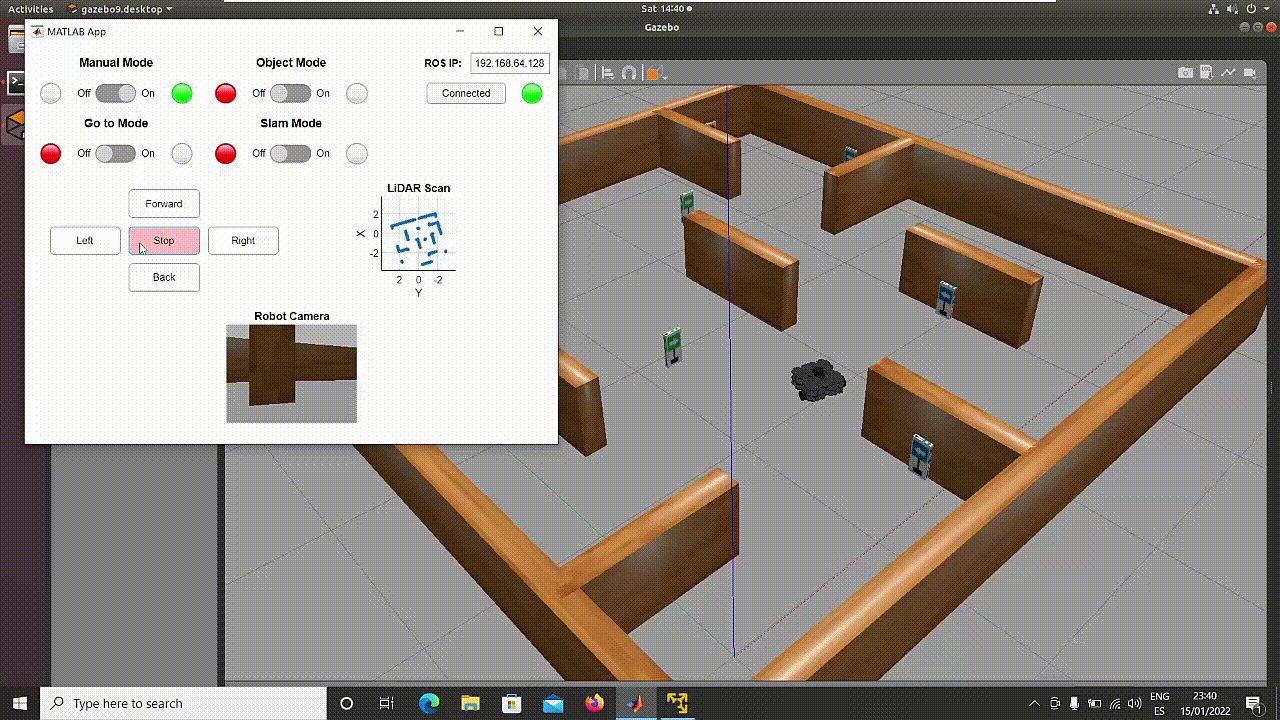 Activities
gazebo9.desktop
Sat 14:40
Gazebo
MATLAB App
Manual Mode
Object Mode
ROS IP:
192.168.64.128
Off
On
Off
On
Connected
Go to Mode
Slam Mode
Off
On
Off
On
Forward
Left
Stop
Right
Back
LiDAR Scan
X
2
0
-2
2
0
-2
Y
Robot Camera
Type here to search
ENG
ES
23:40
15/01/2022
1